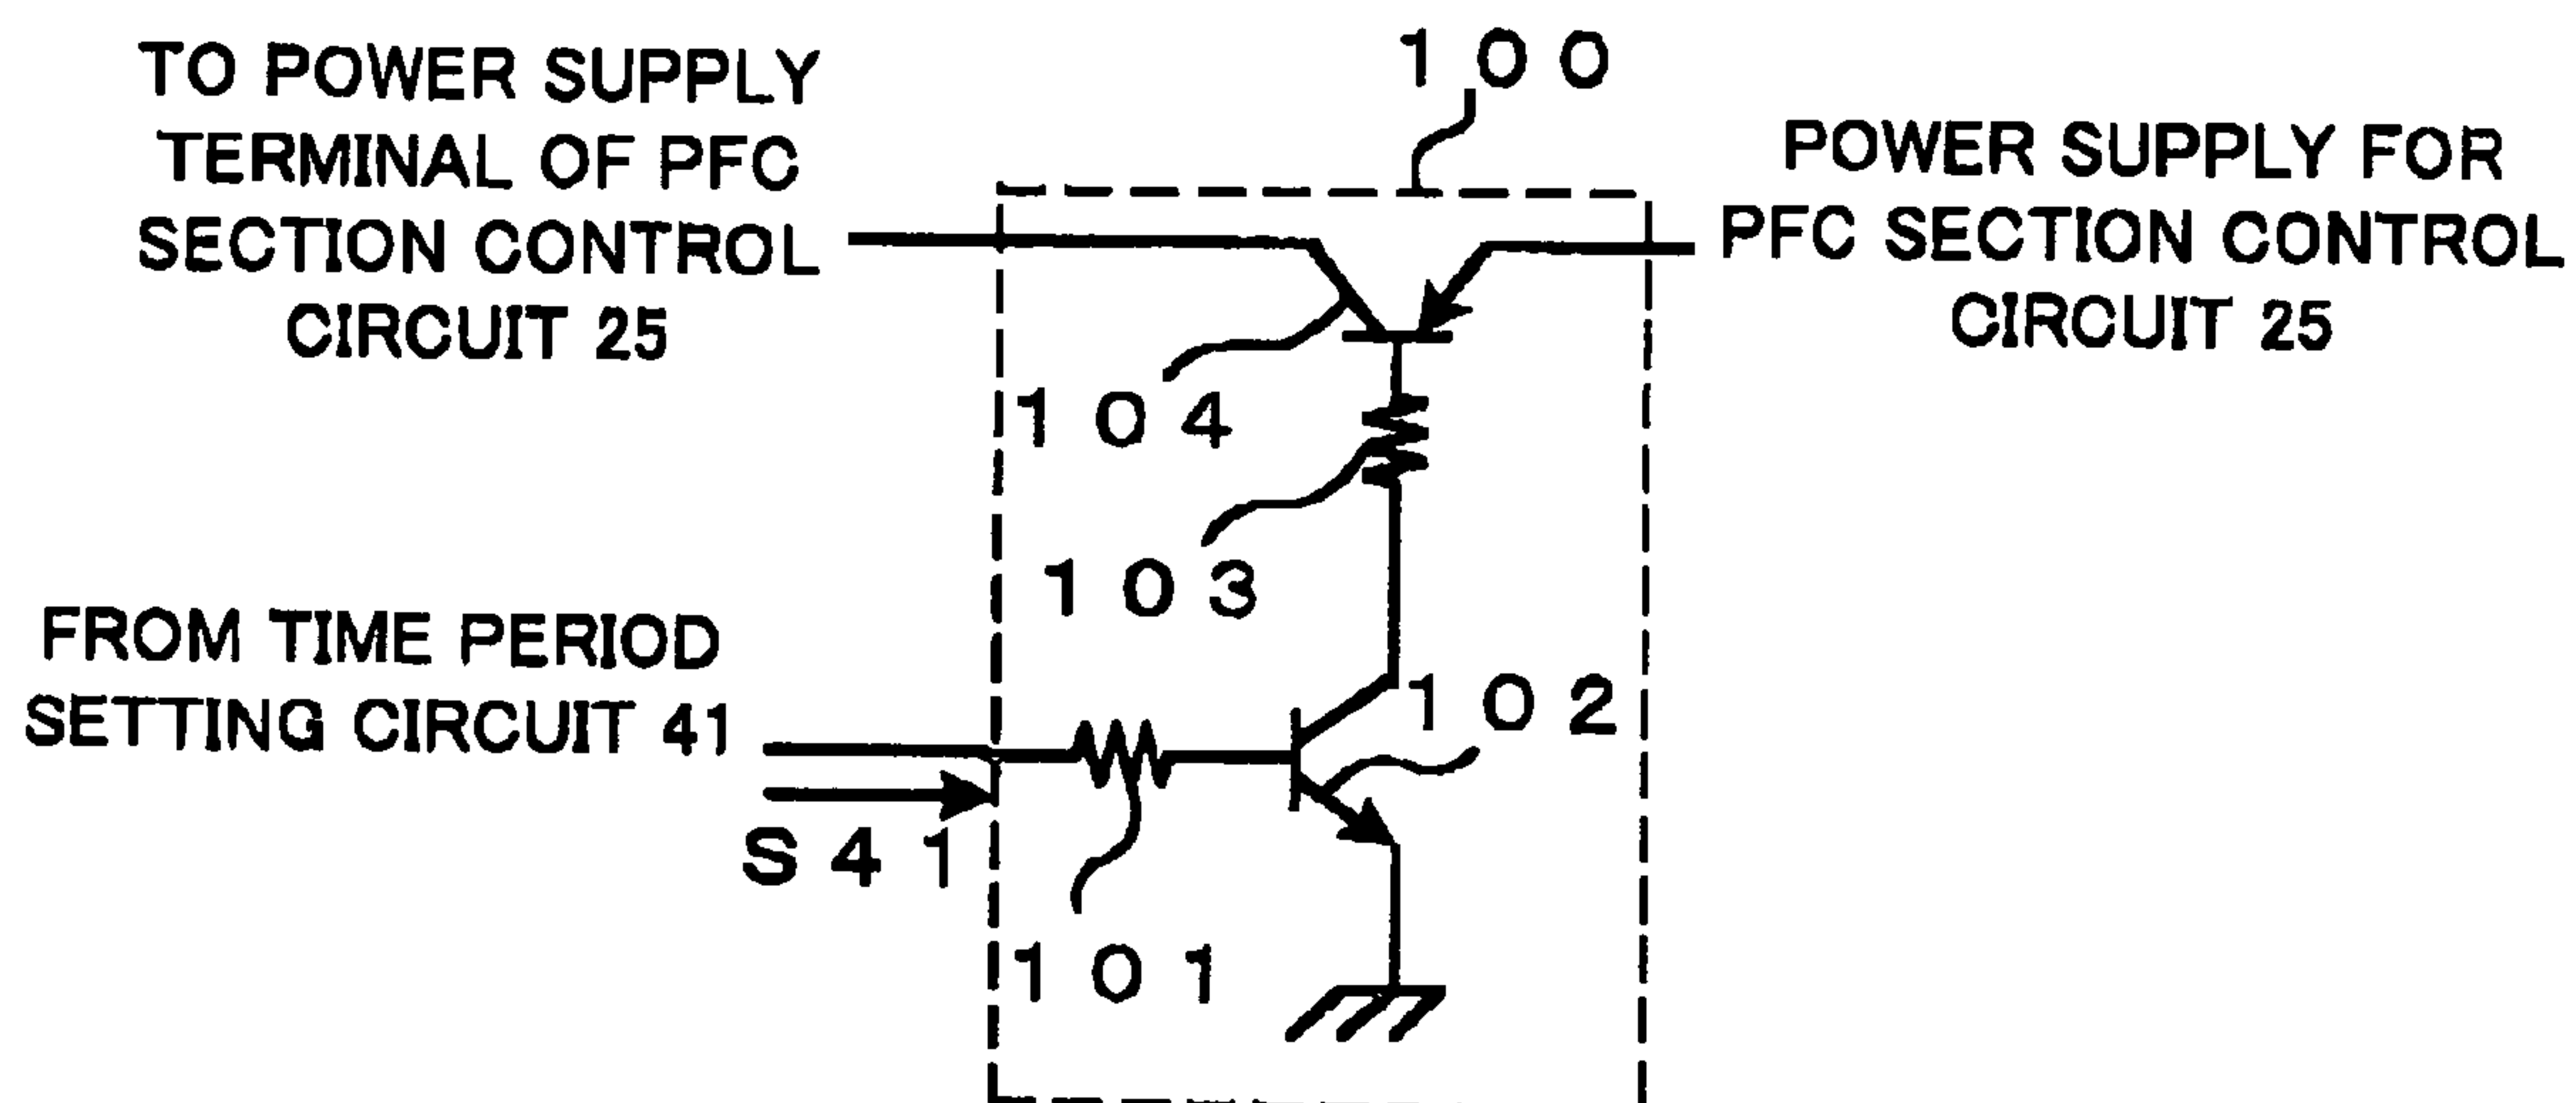 TO POWER SUPPLY
TERMINAL OF PFC
SECTION CONTROL
CIRCUIT 25
100
POWER SUPPLY FOR
PFC SECTION CONTROL
CIRCUIT 25
104
103
FROM TIME PERIOD
SETTING CIRCUIT 41
S41
102
101